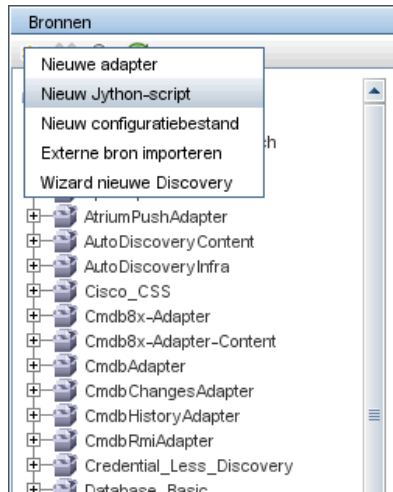 Bronnen
Nieuwe adapter
Nieuw Jython-script
Nieuw configuratiebestand
Externe bron importeren
Wizard nieuwe Discovery
AtriumPushAdapter
AutoDiscoveryContent
AutoDiscoveryInfra
Cisco_CSS
Cmdb8x-Adapter
Cmdb8x-Adapter-Content
CmdbAdapter
CmdbChangesAdapter
CmdbHistoryAdapter
CmdbRmiAdapter
Credential_Less_Discovery
Database_Basic